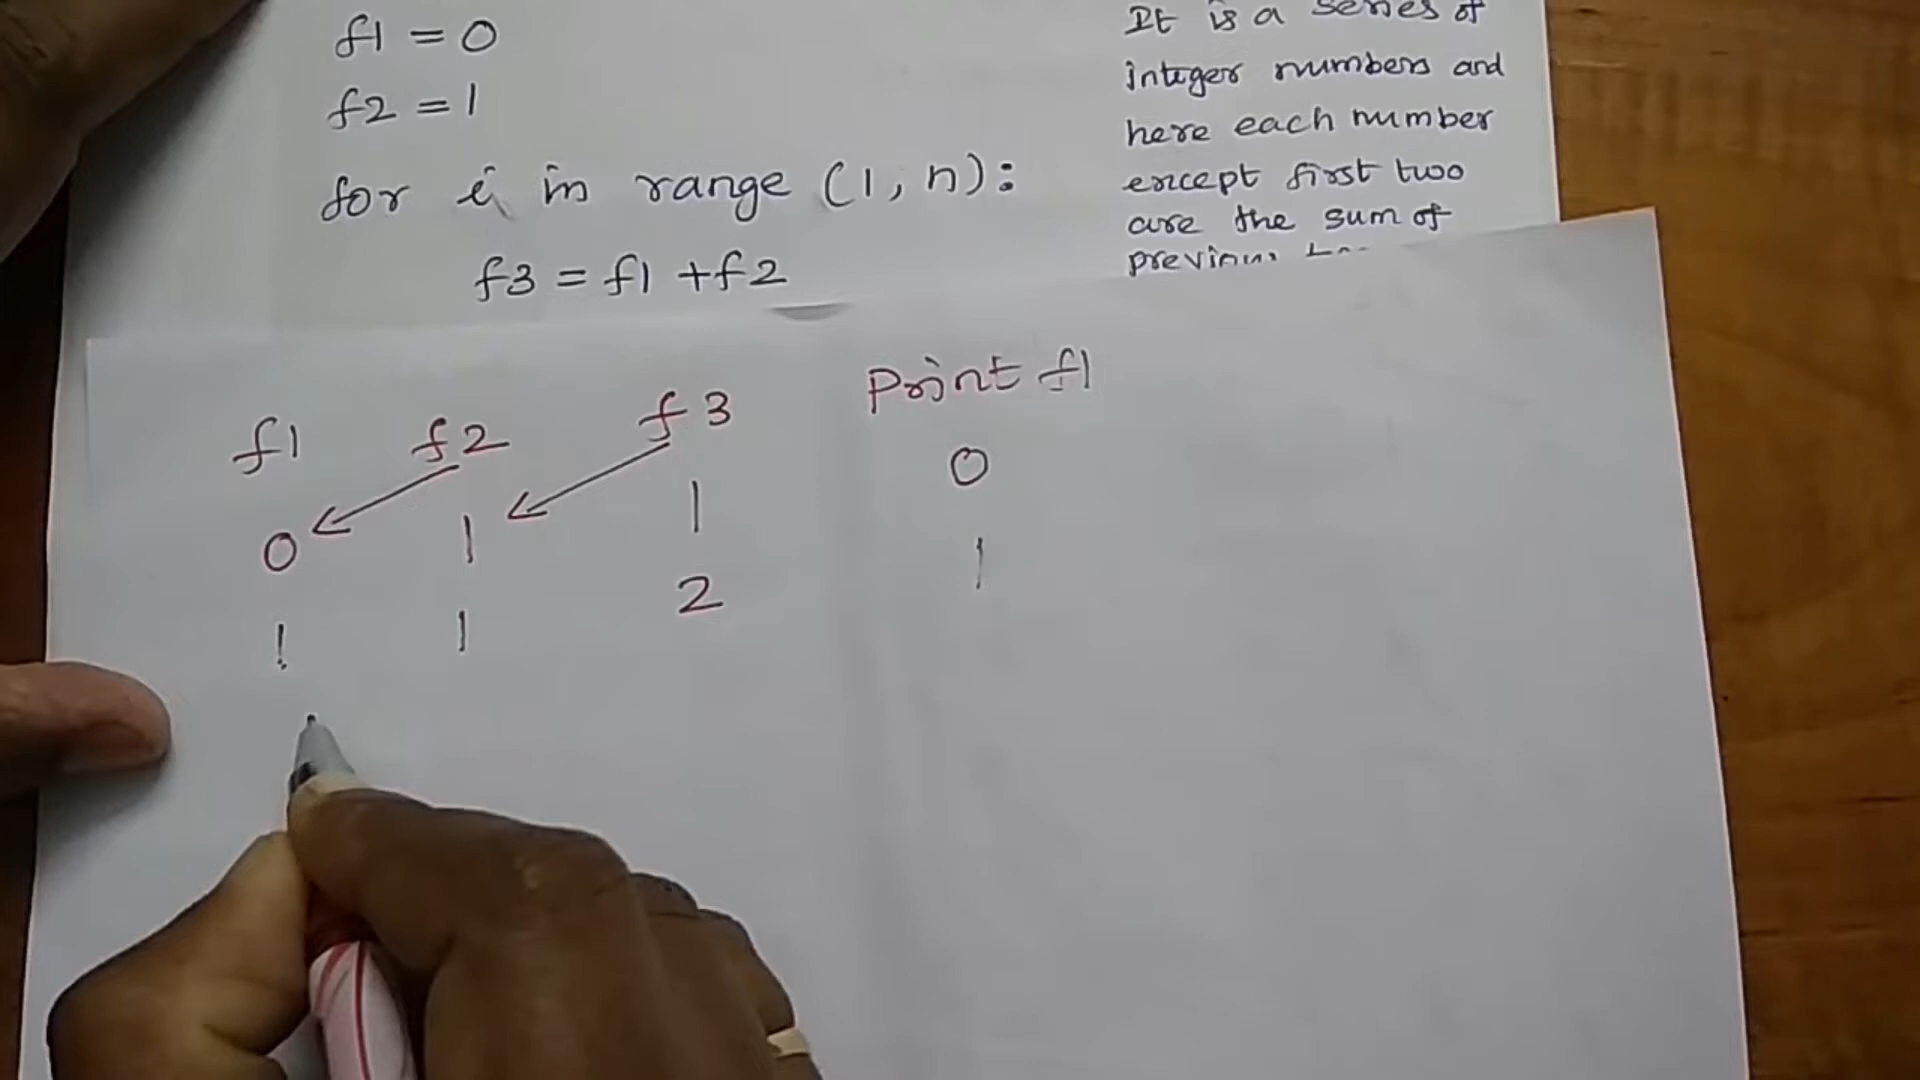 f1 = 0
f2 = 1
for i in range (1, n):
f3 = f1 + f2
It is a series of
integer numbers and
here each number
except first two
are the sum of
previous
f1 f2 f3 Print f1
0 1 1 0
1 1 2 1